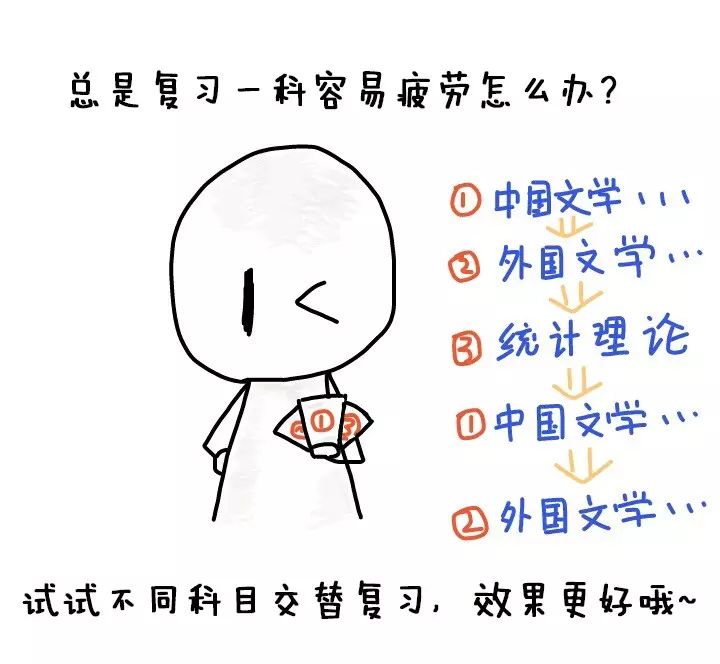 总是复习一科容易疲劳怎么办?
①中国文学···
②外国文学···
③统计理论
①中国文学···
②外国文学···
② ① ③
试试不同科目交替复习, 效果更好哦~